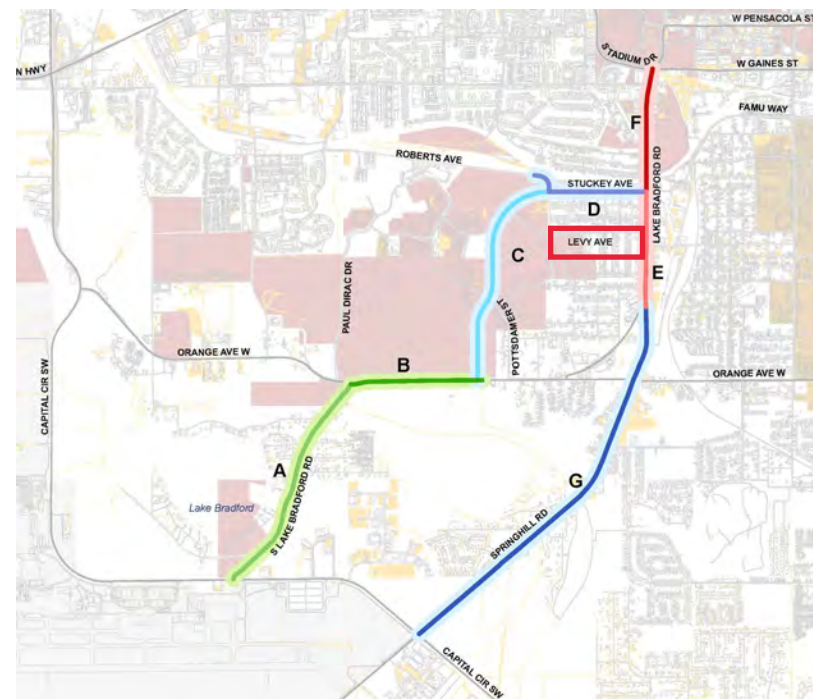 W PENSACOLA ST
STADIUM DR
W GAINES ST
N HWY
FAMU WAY
F
ROBERTS AVE
STUCKEY AVE
LAKE BRADFORD RD
D
LEVY AVE
C
E
PAUL DIRAC DR
POTTSDAMER ST
ORANGE AVE W
B
ORANGE AVE W
CAPITAL CIR SW
A
S LAKE BRADFORD RD
G
Lake Bradford
SPRINGHILL RD
CAPITAL CIR SW